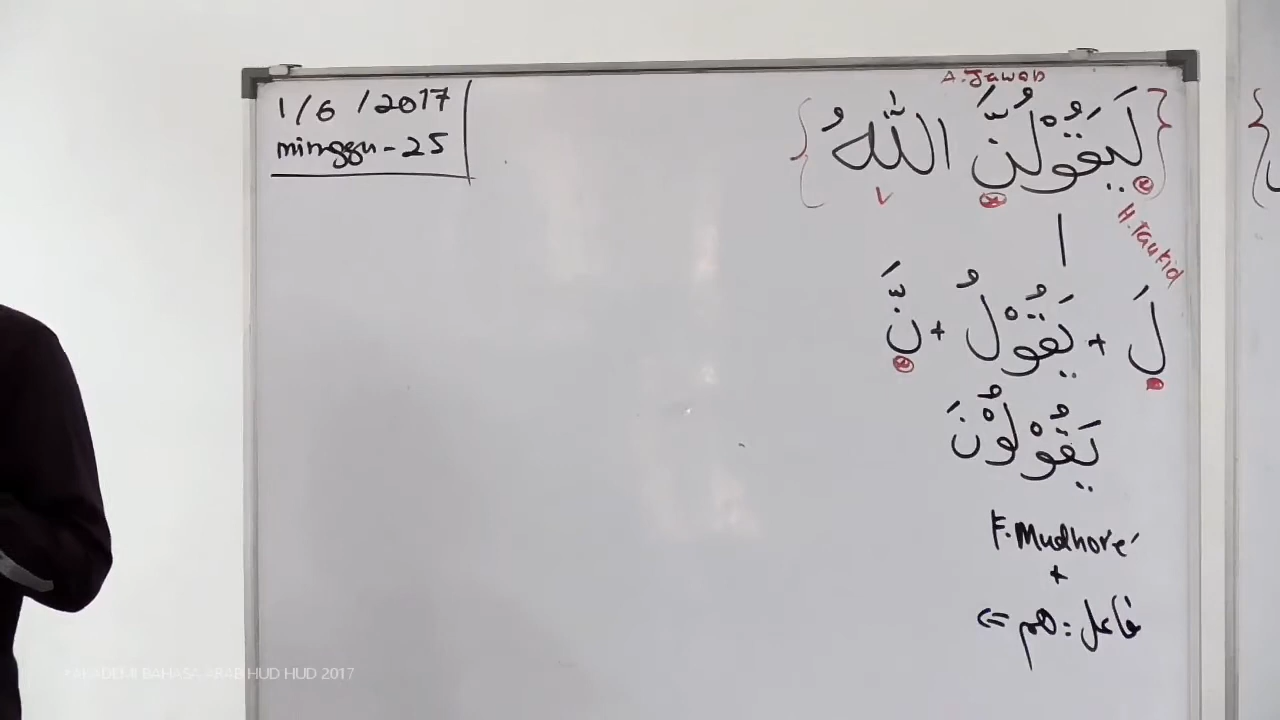 1/6/2017
minggu-25
A.Jawab
{لَيَقُوْلُنَّ اللّٰهُ}
H.Taukid
لَ + يَقُوْلُ + نَّ
يَقُوْلُوْنَ
F.Mudhore'
+
فاعل : هم <=
AKADEMI BAHASA ARAB HUD HUD 2017